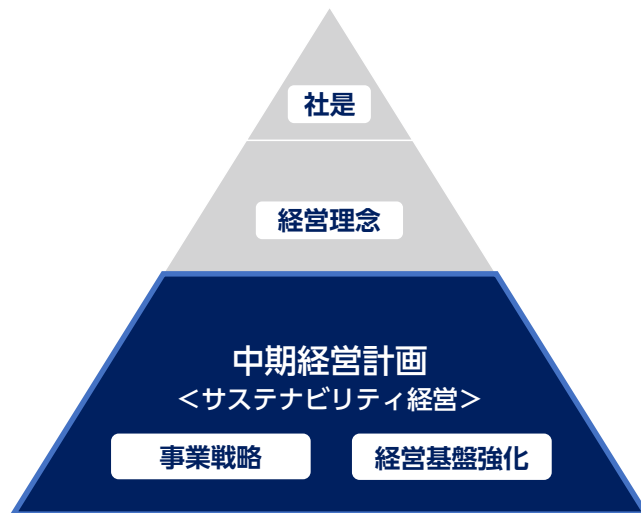 社是
経営理念
中期経営計画
＜サステナビリティ経営＞
事業戦略
経営基盤強化